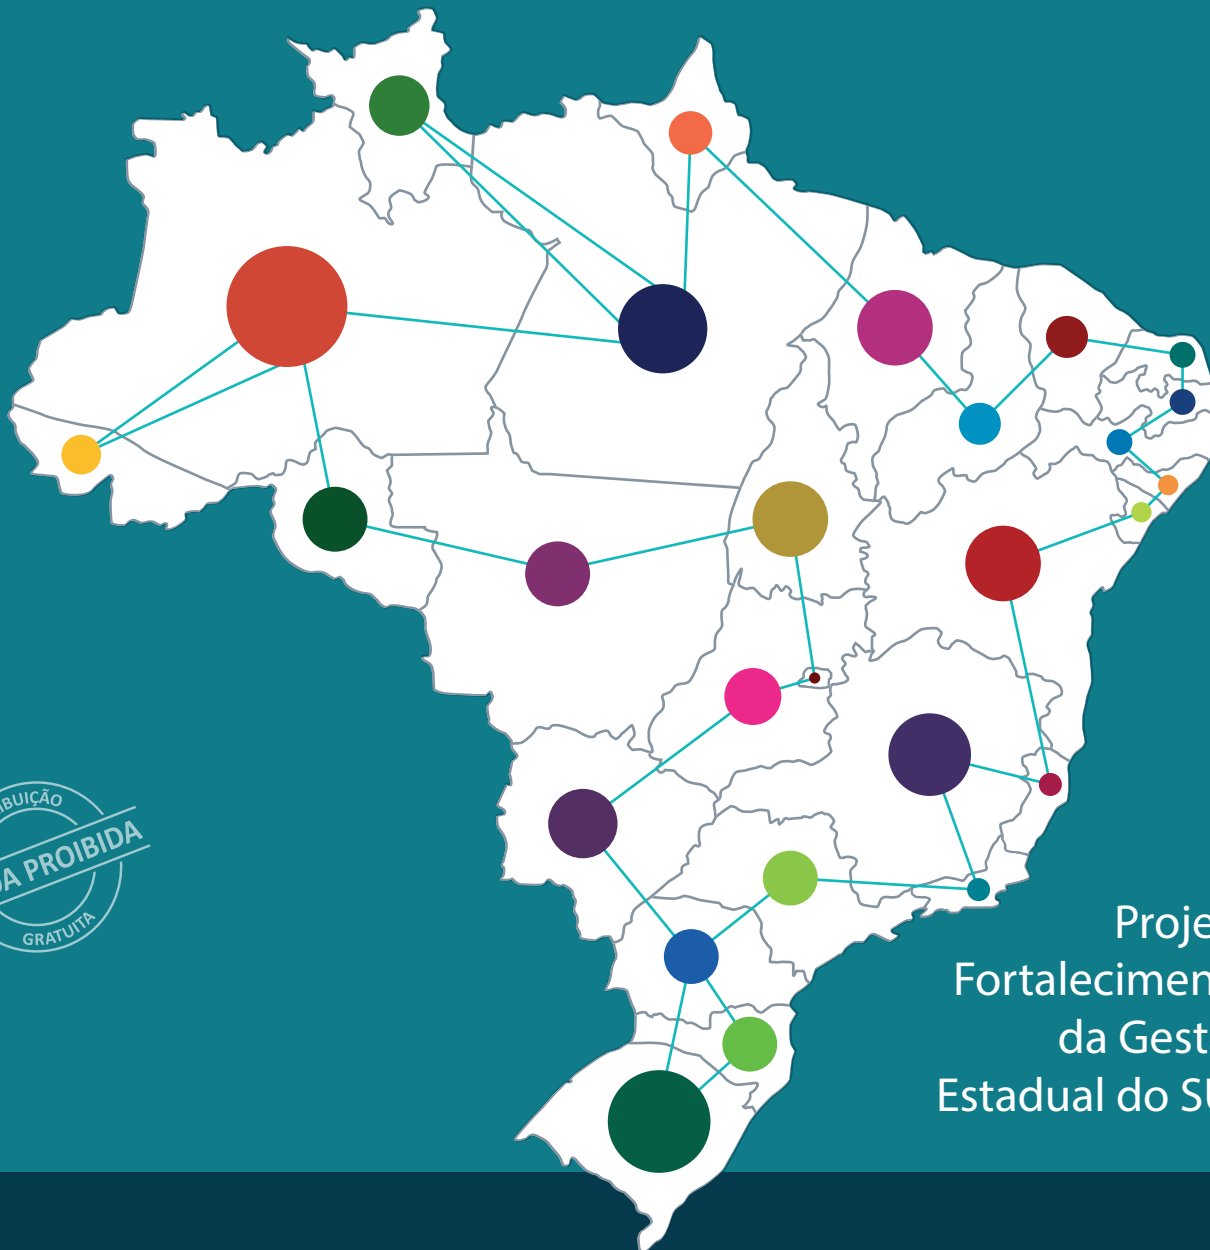 BUIÇÃO
A PROIBIDA
GRATUITA
Proje
Fortalecimen
da Gest
Estadual do SU